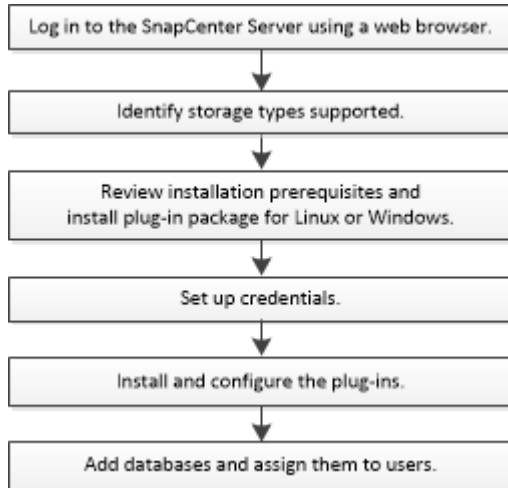 Log in to the SnapCenter Server using a web browser.
Identify storage types supported.
Review installation prerequisites and
install plug-in package for Linux or Windows.
Set up credentials.
Install and configure the plug-ins.
Add databases and assign them to users.